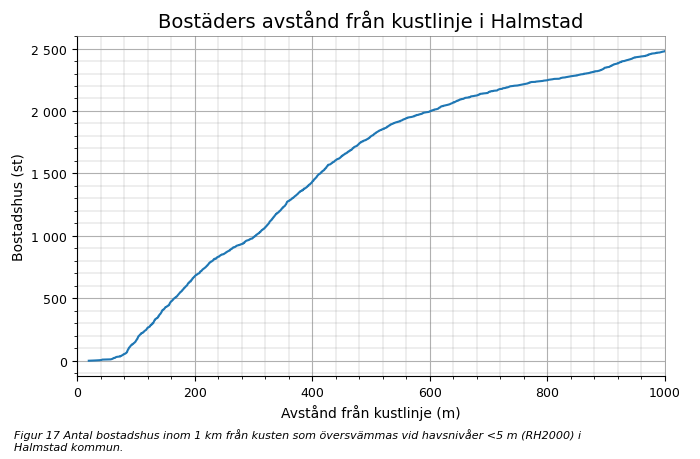 Bostäders avstånd från kustlinje i Halmstad
2 500
2 000
1 500
1 000
500
0
Bostadshus (st)
0 200 400 600 800 1000
Avstånd från kustlinje (m)
Figur 17 Antal bostadshus inom 1 km från kusten som översvämmas vid havsnivåer <5 m (RH2000) i
Halmstad kommun.